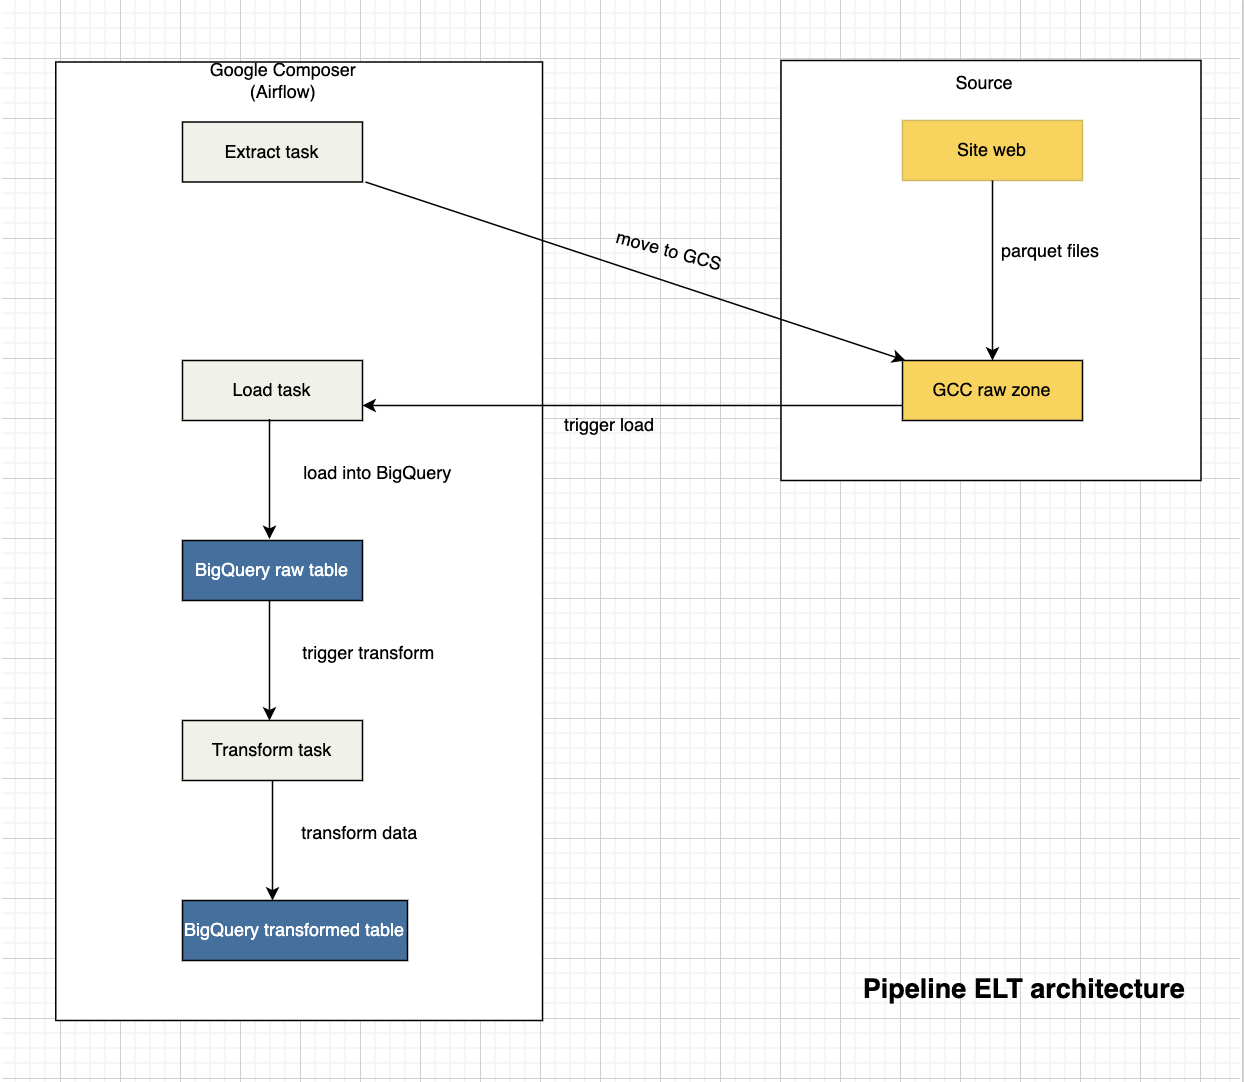 Google Composer
(Airflow)
Extract task
Source
Site web
move to GCS
parquet files
Load task
GCC raw zone
trigger load
load into BigQuery
BigQuery raw table
trigger transform
Transform task
transform data
BigQuery transformed table
Pipeline ELT architecture